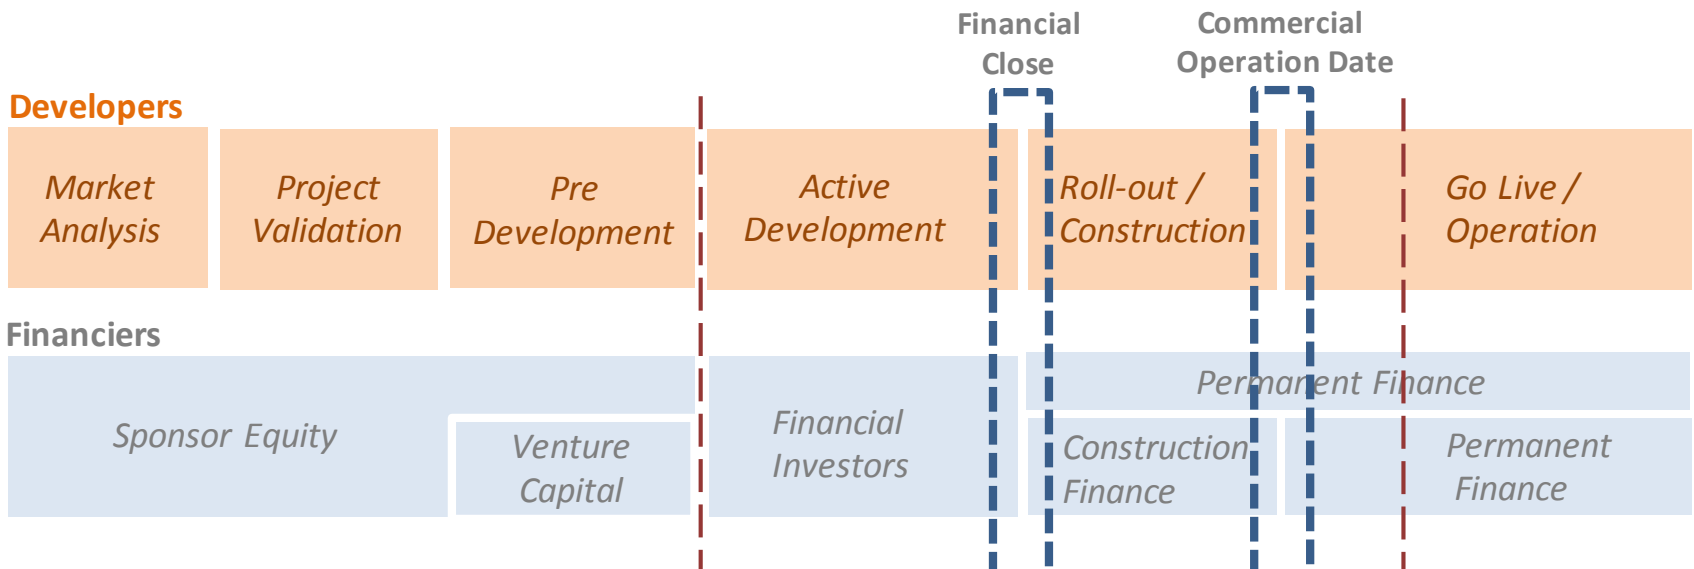 Financial
Close
Commercial
Operation Date
Developers
Market
Analysis
Project
Validation
Pre
Development
Active
Development
Roll-out /
Construction
Go Live /
Operation
Financiers
Sponsor Equity
Venture
Capital
Financial
Investors
Permanent Finance
Construction
Finance
Permanent
Finance